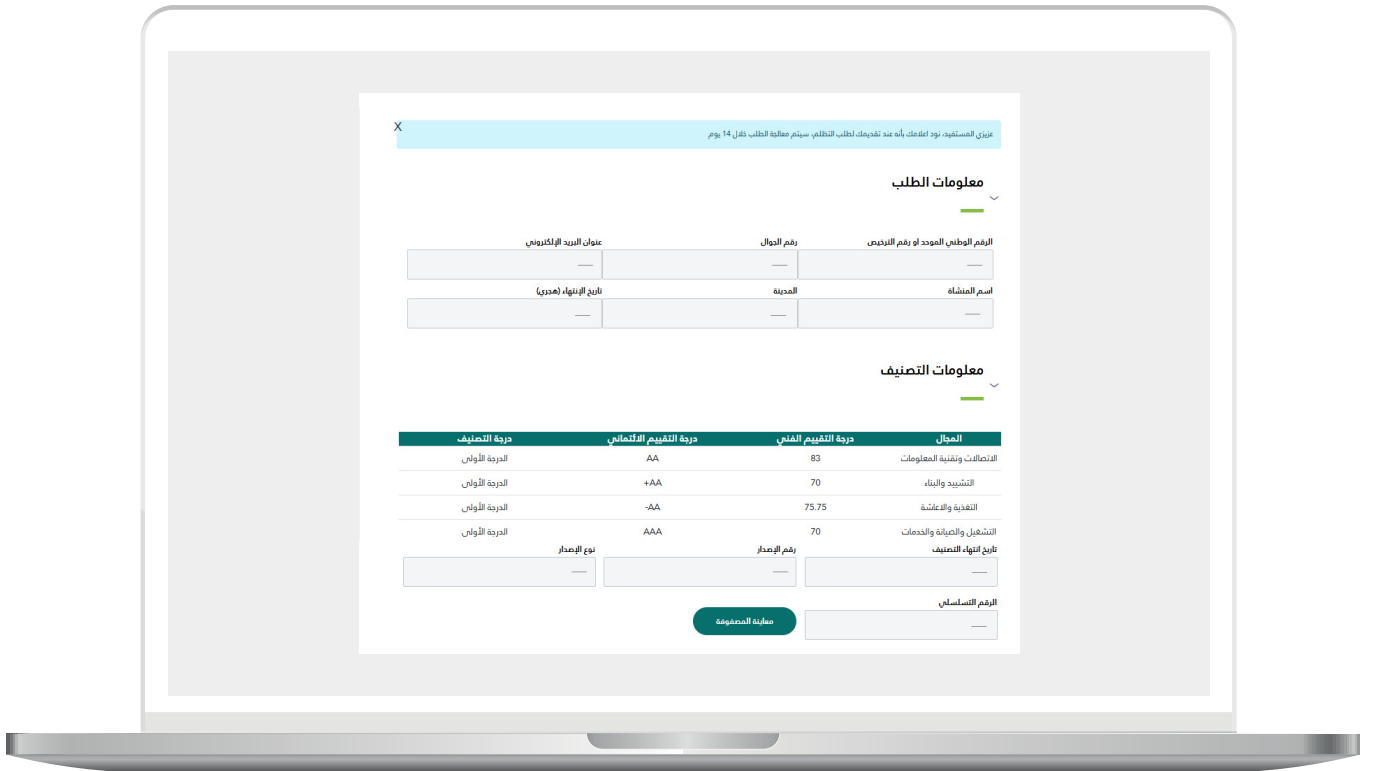 X
عزيزي المستفيد، نود اعلامك بأنه عند تقديمك لطلب التظلم، سيتم معالجة الطلب خلال 14 يوم.
معلومات الطلب
الرقم الوطني الموحد او رقم الترخيص رقم الجوال عنوان البريد الإلكتروني
اسم المنشاة المدينة تاريخ الإنتهاء (هجري)
معلومات التصنيف
المجال درجة التقييم الفني درجة التقييم الائتماني درجة التصنيف
الاتصالات وتقنية المعلومات 83 AA الدرجة الأولى
التشييد والبناء 70 +AA الدرجة الأولى
التغذية والاعاشة 75.75 -AA الدرجة الأولى
التشغيل والصيانة والخدمات 70 AAA الدرجة الأولى
تاريخ انتهاء التصنيف رقم الإصدار نوع الإصدار
الرقم التسلسلي
معاينة المصفوفة